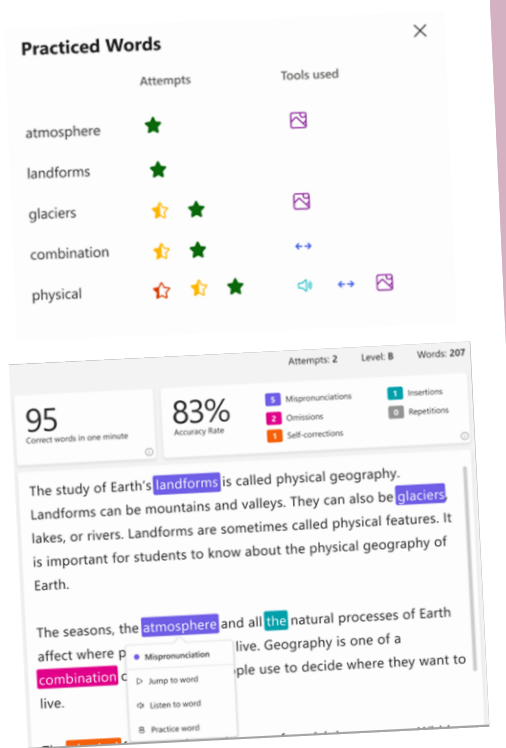 Practiced Words
Attempts Tools used
atmosphere
landforms
glaciers
combination
physical
Attempts: 2 Level: B Words: 207
95
Correct words in one minute
83%
Accuracy Rate
5 Mispronunciations
2 Omissions
1 Self-corrections
1 Insertions
0 Repetitions
The study of Earth's landforms is called physical geography.
Landforms can be mountains and valleys. They can also be glaciers,
lakes, or rivers. Landforms are sometimes called physical features. It
is important for students to know about the physical geography of
Earth.
The seasons, the atmosphere and all the natural processes of Earth
affect where p live. Geography is one of a
combination c ple use to decide where they want to
live.
Mispronunciation
Jump to word
Listen to word
Practice word